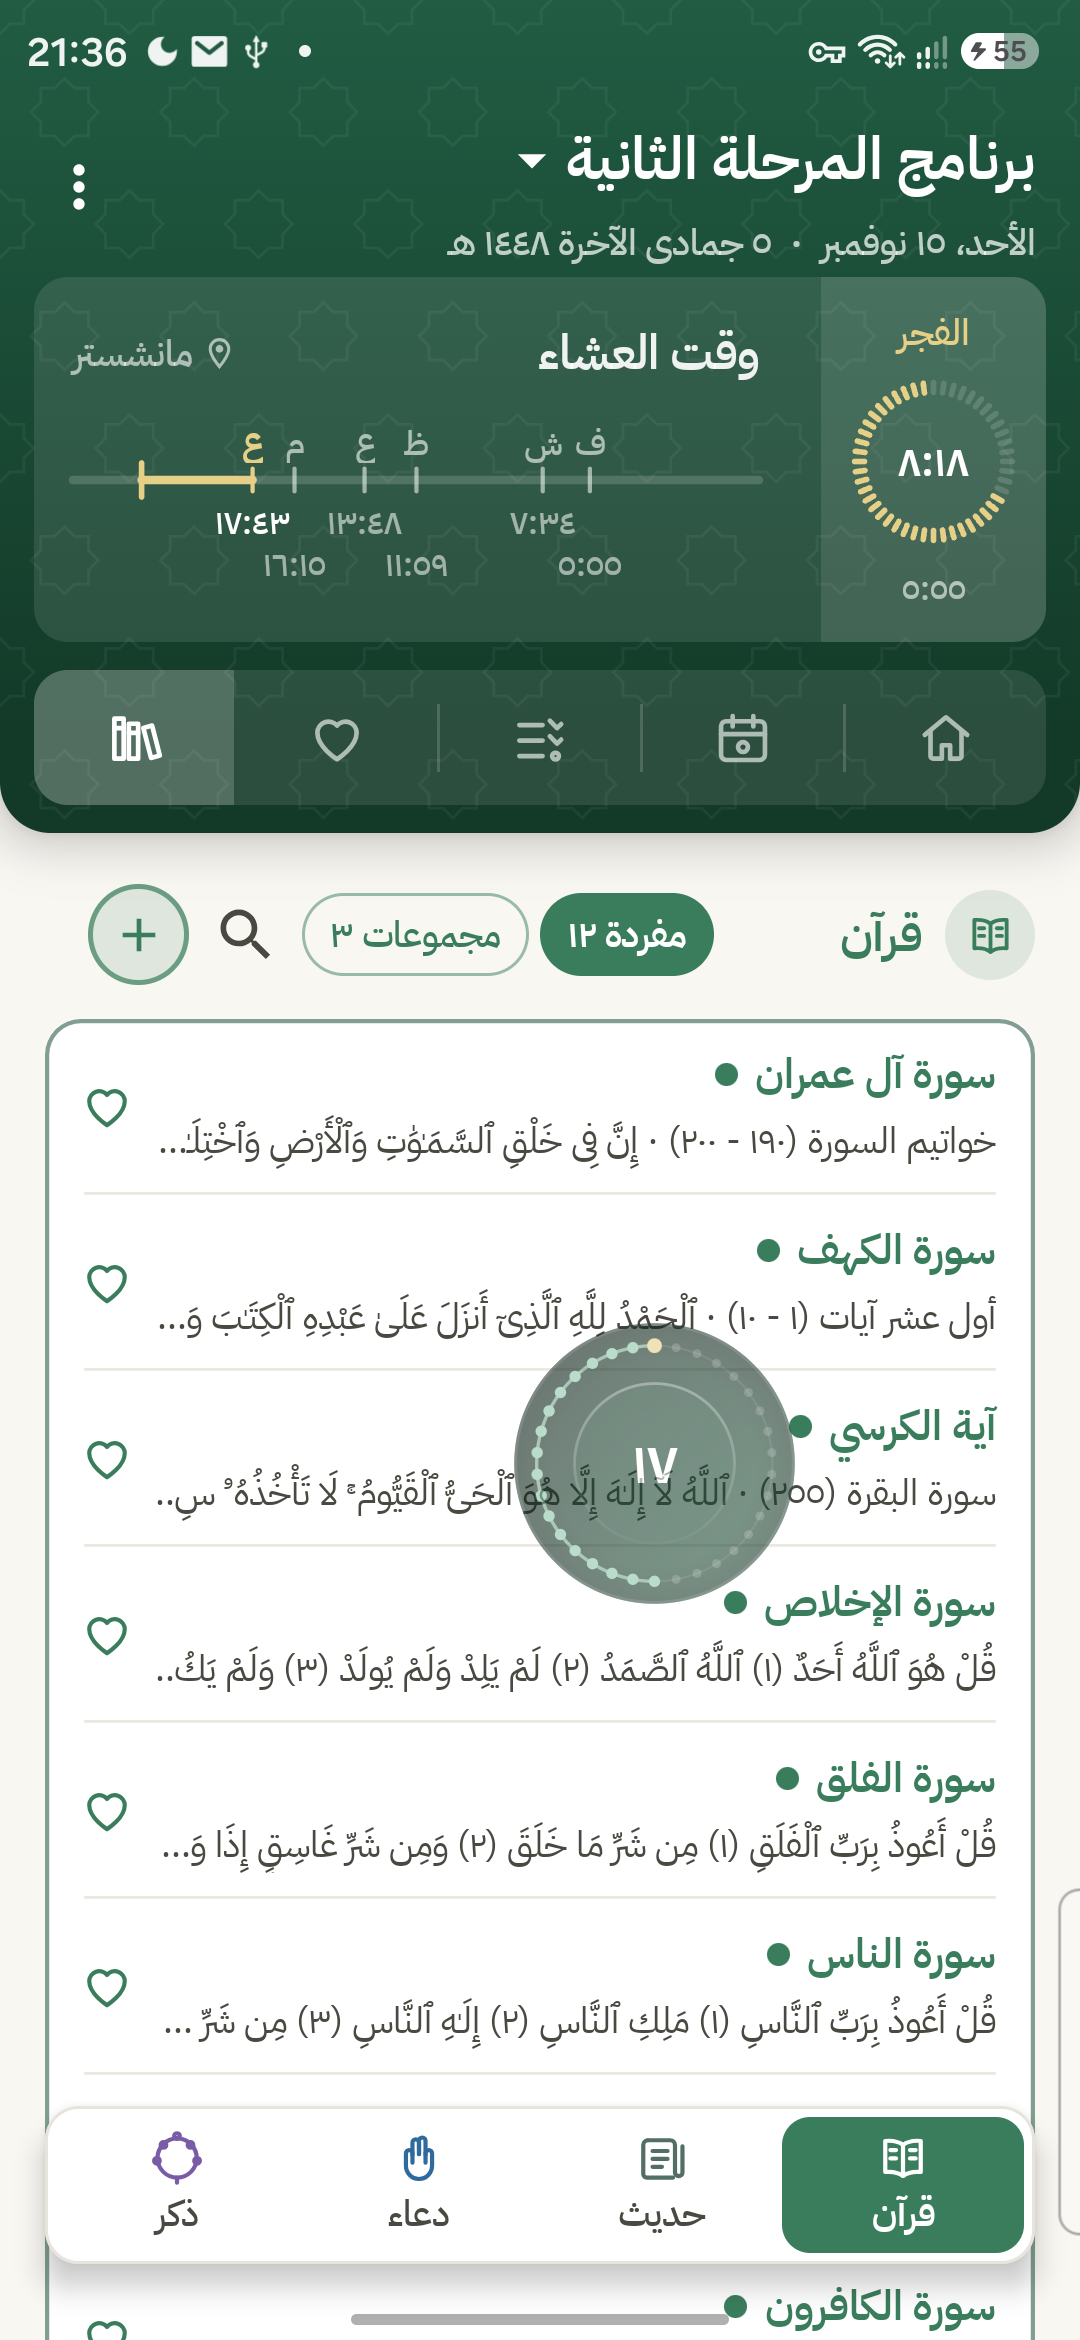 21:36
55
برنامج المرحلة الثانية
الأحد، ١٥ نوفمبر · ٥ جمادى الآخرة ١٤٤٨ هـ
الفجر
٨:١٨
٥:٥٥
وقت العشاء
مانشستر
ف ش ظ ع م ع
٧:٣٤ ١٣:٤٨ ١٧:٤٣
٥:٥٥ ١١:٥٩ ١٦:١٥
قرآن
مفردة ١٢
مجموعات ٣
سورة آل عمران
خواتيم السورة (١٩٠ - ٢٠٠) · إِنَّ فِى خَلْقِ ٱلسَّمَـٰوَٰتِ وَٱلْأَرْضِ وَٱخْتِلَـٰ...
سورة الكهف
أول عشر آيات (١ - ١٠) · ٱلْحَمْدُ لِلَّهِ ٱلَّذِىٓ أَنزَلَ عَلَىٰ عَبْدِهِ ٱلْكِتَـٰبَ وَ...
آية الكرسي
سورة البقرة (٢٥٥) · ٱللَّهُ لَآ إِلَـٰهَ إِلَّا هُوَ ٱلْحَىُّ ٱلْقَيُّومُ ۚ لَا تَأْخُذُهُۥ سِ..
١٧
سورة الإخلاص
قُلْ هُوَ ٱللَّهُ أَحَدٌ (١) ٱللَّهُ ٱلصَّمَدُ (٢) لَمْ يَلِدْ وَلَمْ يُولَدْ (٣) وَلَمْ يَكُ..
سورة الفلق
قُلْ أَعُوذُ بِرَبِّ ٱلْفَلَقِ (١) مِن شَرِّ مَا خَلَقَ (٢) وَمِن شَرِّ غَاسِقٍ إِذَا وَ...
سورة الناس
قُلْ أَعُوذُ بِرَبِّ ٱلنَّاسِ (١) مَلِكِ ٱلنَّاسِ (٢) إِلَـٰهِ ٱلنَّاسِ (٣) مِن شَرِّ ...
قرآن
حديث
دعاء
ذكر
سورة الكافرون